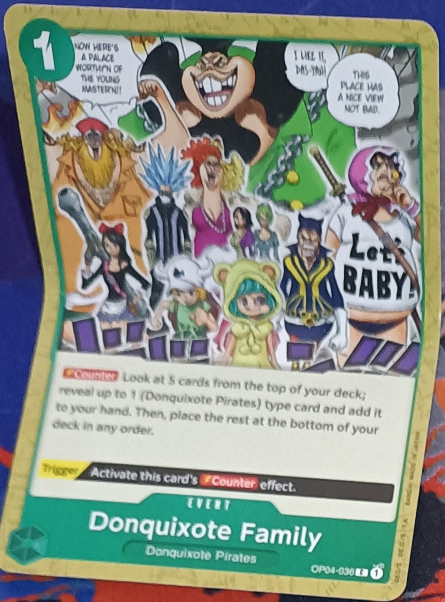 1
NOW HERE'S
A PALACE
WORTHY OF
THE YOUNG
MASTER!!!
I LIKE IT,
DAS-YAN!
THIS
PLACE HAS
A NICE VIEW
NOT BAD.
Let's
BABY!
Counter Look at 5 cards from the top of your deck;
reveal up to 1 {Donquixote Pirates} type card and add it
to your hand. Then, place the rest at the bottom of your
deck in any order.
Trigger Activate this card's Counter effect.
EVENT
Donquixote Family
Donquixote Pirates
OP04-036 1